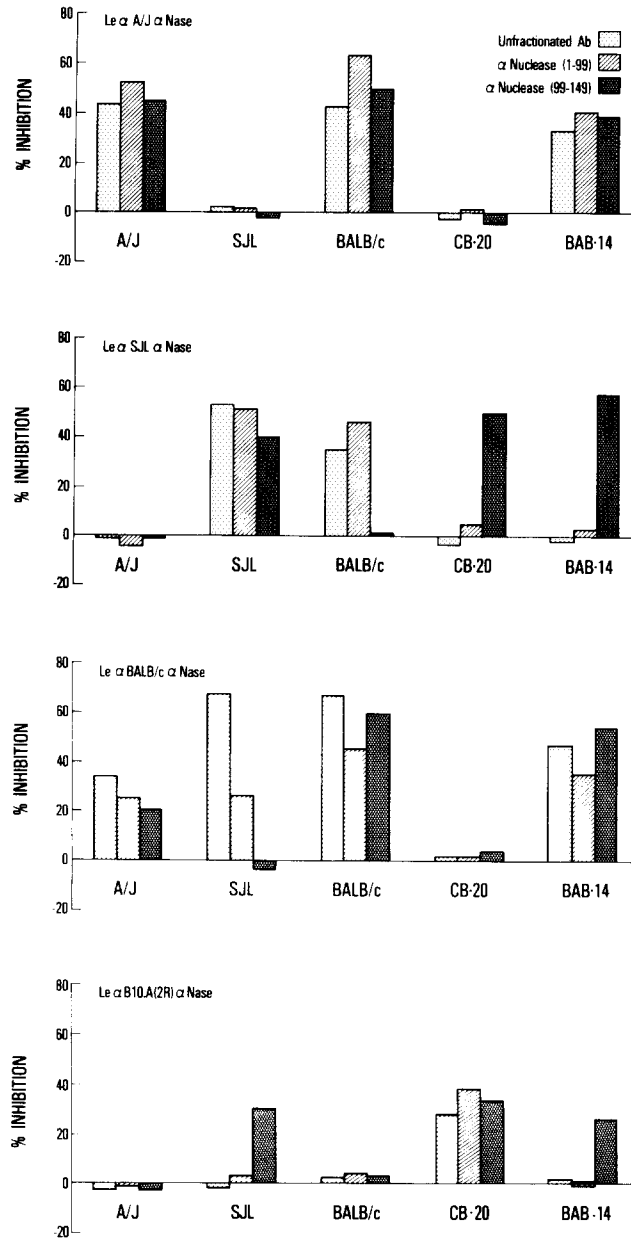 Le α A/J α Nase
Unfractionated Ab
α Nuclease (1-99)
α Nuclease (99-149)
% INHIBITION
80
60
40
20
0
-20
A/J SJL BALB/c CB·20 BAB·14
Le α SJL α Nase
% INHIBITION
80
60
40
20
0
-20
A/J SJL BALB/c CB·20 BAB·14
Le α BALB/c α Nase
% INHIBITION
80
60
40
20
0
-20
A/J SJL BALB/c CB·20 BAB·14
Le α B10.A(2R) α Nase
% INHIBITION
80
60
40
20
0
-20
A/J SJL BALB/c CB·20 BAB·14